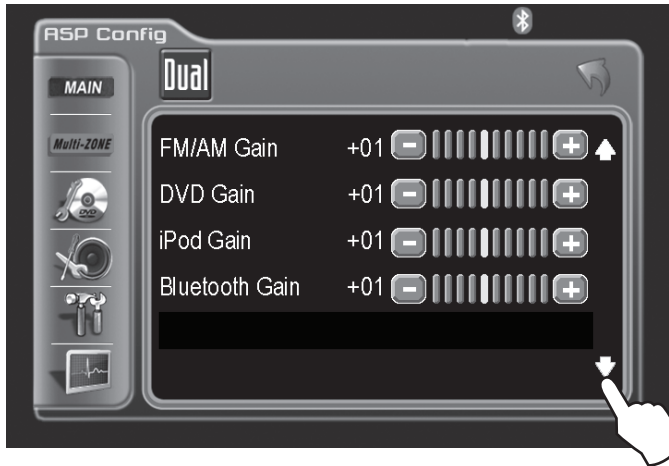 ASP Config
MAIN
Dual
Multi-ZONE
FM/AM Gain +01 - +
DVD Gain +01 - +
iPod Gain +01 - +
Bluetooth Gain +01 - +
DVD